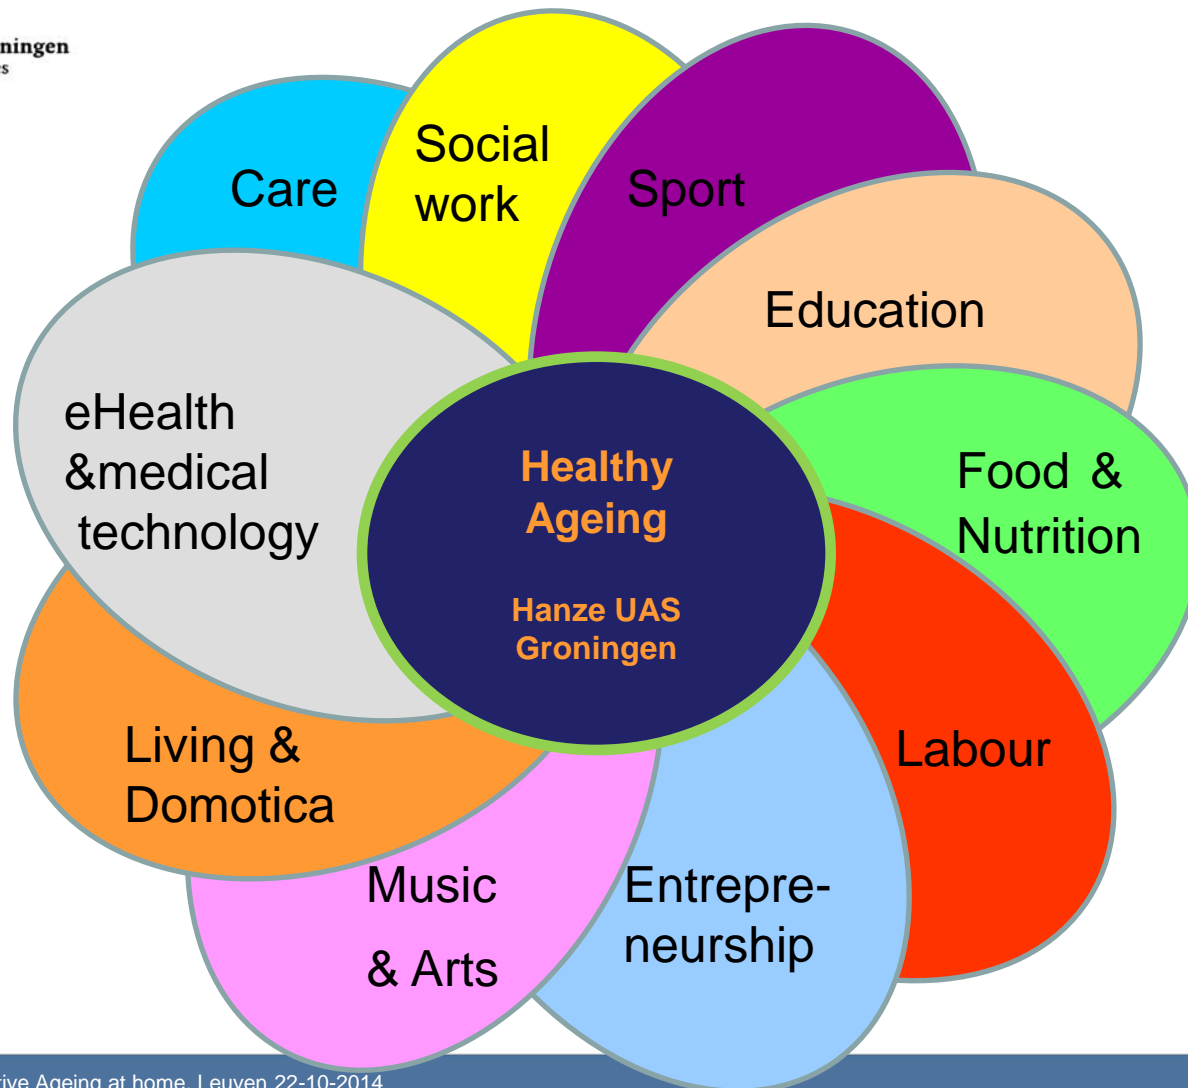 Care
Social
work
Sport
Education
eHealth
&medical
technology
Healthy
Ageing
Hanze UAS
Groningen
Food &
Nutrition
Living &
Domotica
Labour
Music
& Arts
Entrepre-
neurship
Ageing at home, Leuven 22-10-2014